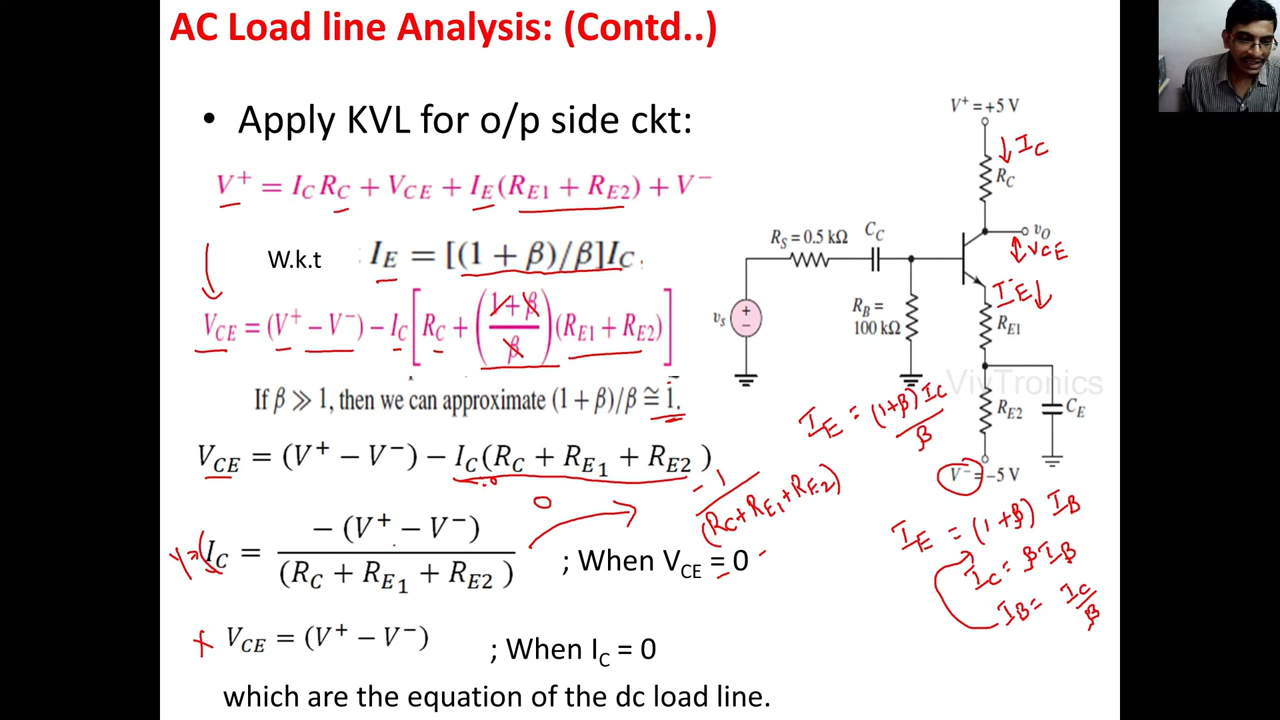 AC Load line Analysis: (Contd..)
• Apply KVL for o/p side ckt:
V⁺ = I_C R_C + V_CE + I_E(R_E1 + R_E2) + V⁻
W.k.t I_E = [(1 + β)/β]I_C
V_CE = (V⁺ − V⁻) − I_C[R_C + ((1+β)/β)(R_E1 + R_E2)]
If β ≫ 1, then we can approximate (1 + β)/β ≅ 1.
V_CE = (V⁺ − V⁻) − I_C(R_C + R_E1 + R_E2)
0
y=(I_C = −(V⁺ − V⁻)/(R_C + R_E1 + R_E2) ; When V_CE = 0
−1/(R_C+R_E1+R_E2)
x V_CE = (V⁺ − V⁻) ; When I_C = 0
which are the equation of the dc load line.
V⁺ = +5 V
↓ I_C
R_C
v_O
V_CE
R_S = 0.5 kΩ
C_C
I_E ↓
R_B =
100 kΩ
v_s
+
−
R_E1
VivTronics
R_E2
C_E
V⁻ = −5 V
I_E = (1+β) I_C/β
I_E = (1+β) I_B
I_C = β I_B
I_B = I_C/β